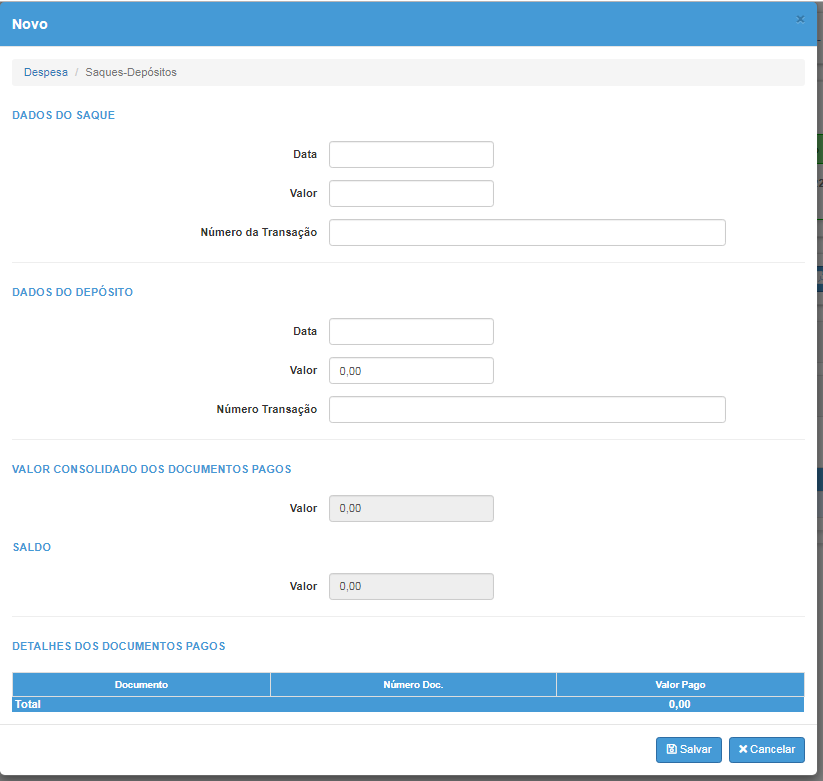 Novo
×
Despesa / Saques-Depósitos
DADOS DO SAQUE
Data
Valor
Número da Transação
DADOS DO DEPÓSITO
Data
Valor 0,00
Número Transação
VALOR CONSOLIDADO DOS DOCUMENTOS PAGOS
Valor 0,00
SALDO
Valor 0,00
DETALHES DOS DOCUMENTOS PAGOS
Documento Número Doc. Valor Pago
Total 0,00
Salvar Cancelar